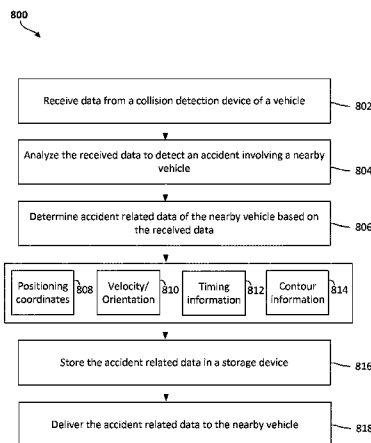 800
Receive data from a collision detection device of a vehicle
802
Analyze the received data to detect an accident involving a nearby
vehicle
804
Determine accident related data of the nearby vehicle based on
the received data
806
Positioning
coordinates
808
Velocity/
Orientation
810
Timing
information
812
Contour
information
814
Store the accident related data in a storage device
816
Deliver the accident related data to the nearby vehicle
818